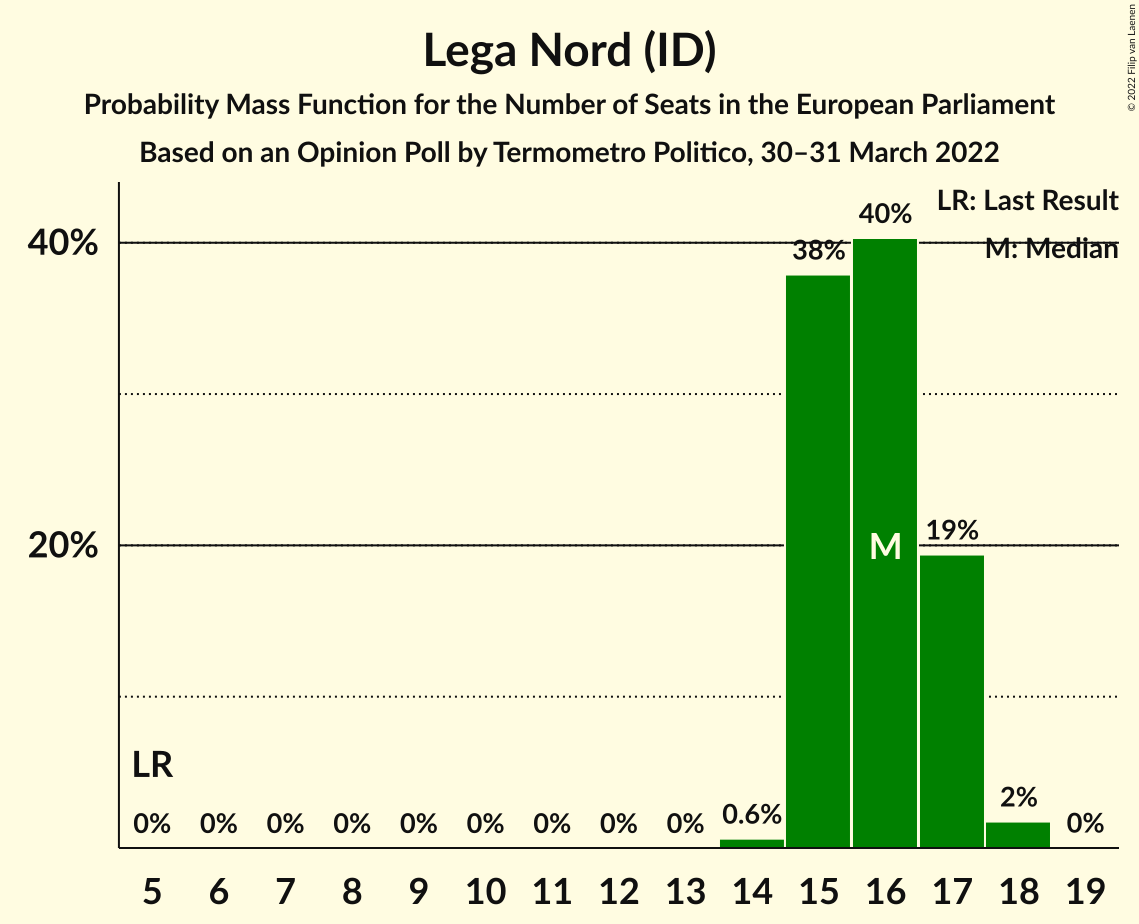 Lega Nord (ID)
Probability Mass Function for the Number of Seats in the European Parliament
Based on an Opinion Poll by Termometro Politico, 30–31 March 2022
© 2022 Filip van Laenen
LR: Last Result
M: Median
40%
20%
LR
0% 0% 0% 0% 0% 0% 0% 0% 0% 0.6% 38% 40% 19% 2% 0%
M
5 6 7 8 9 10 11 12 13 14 15 16 17 18 19